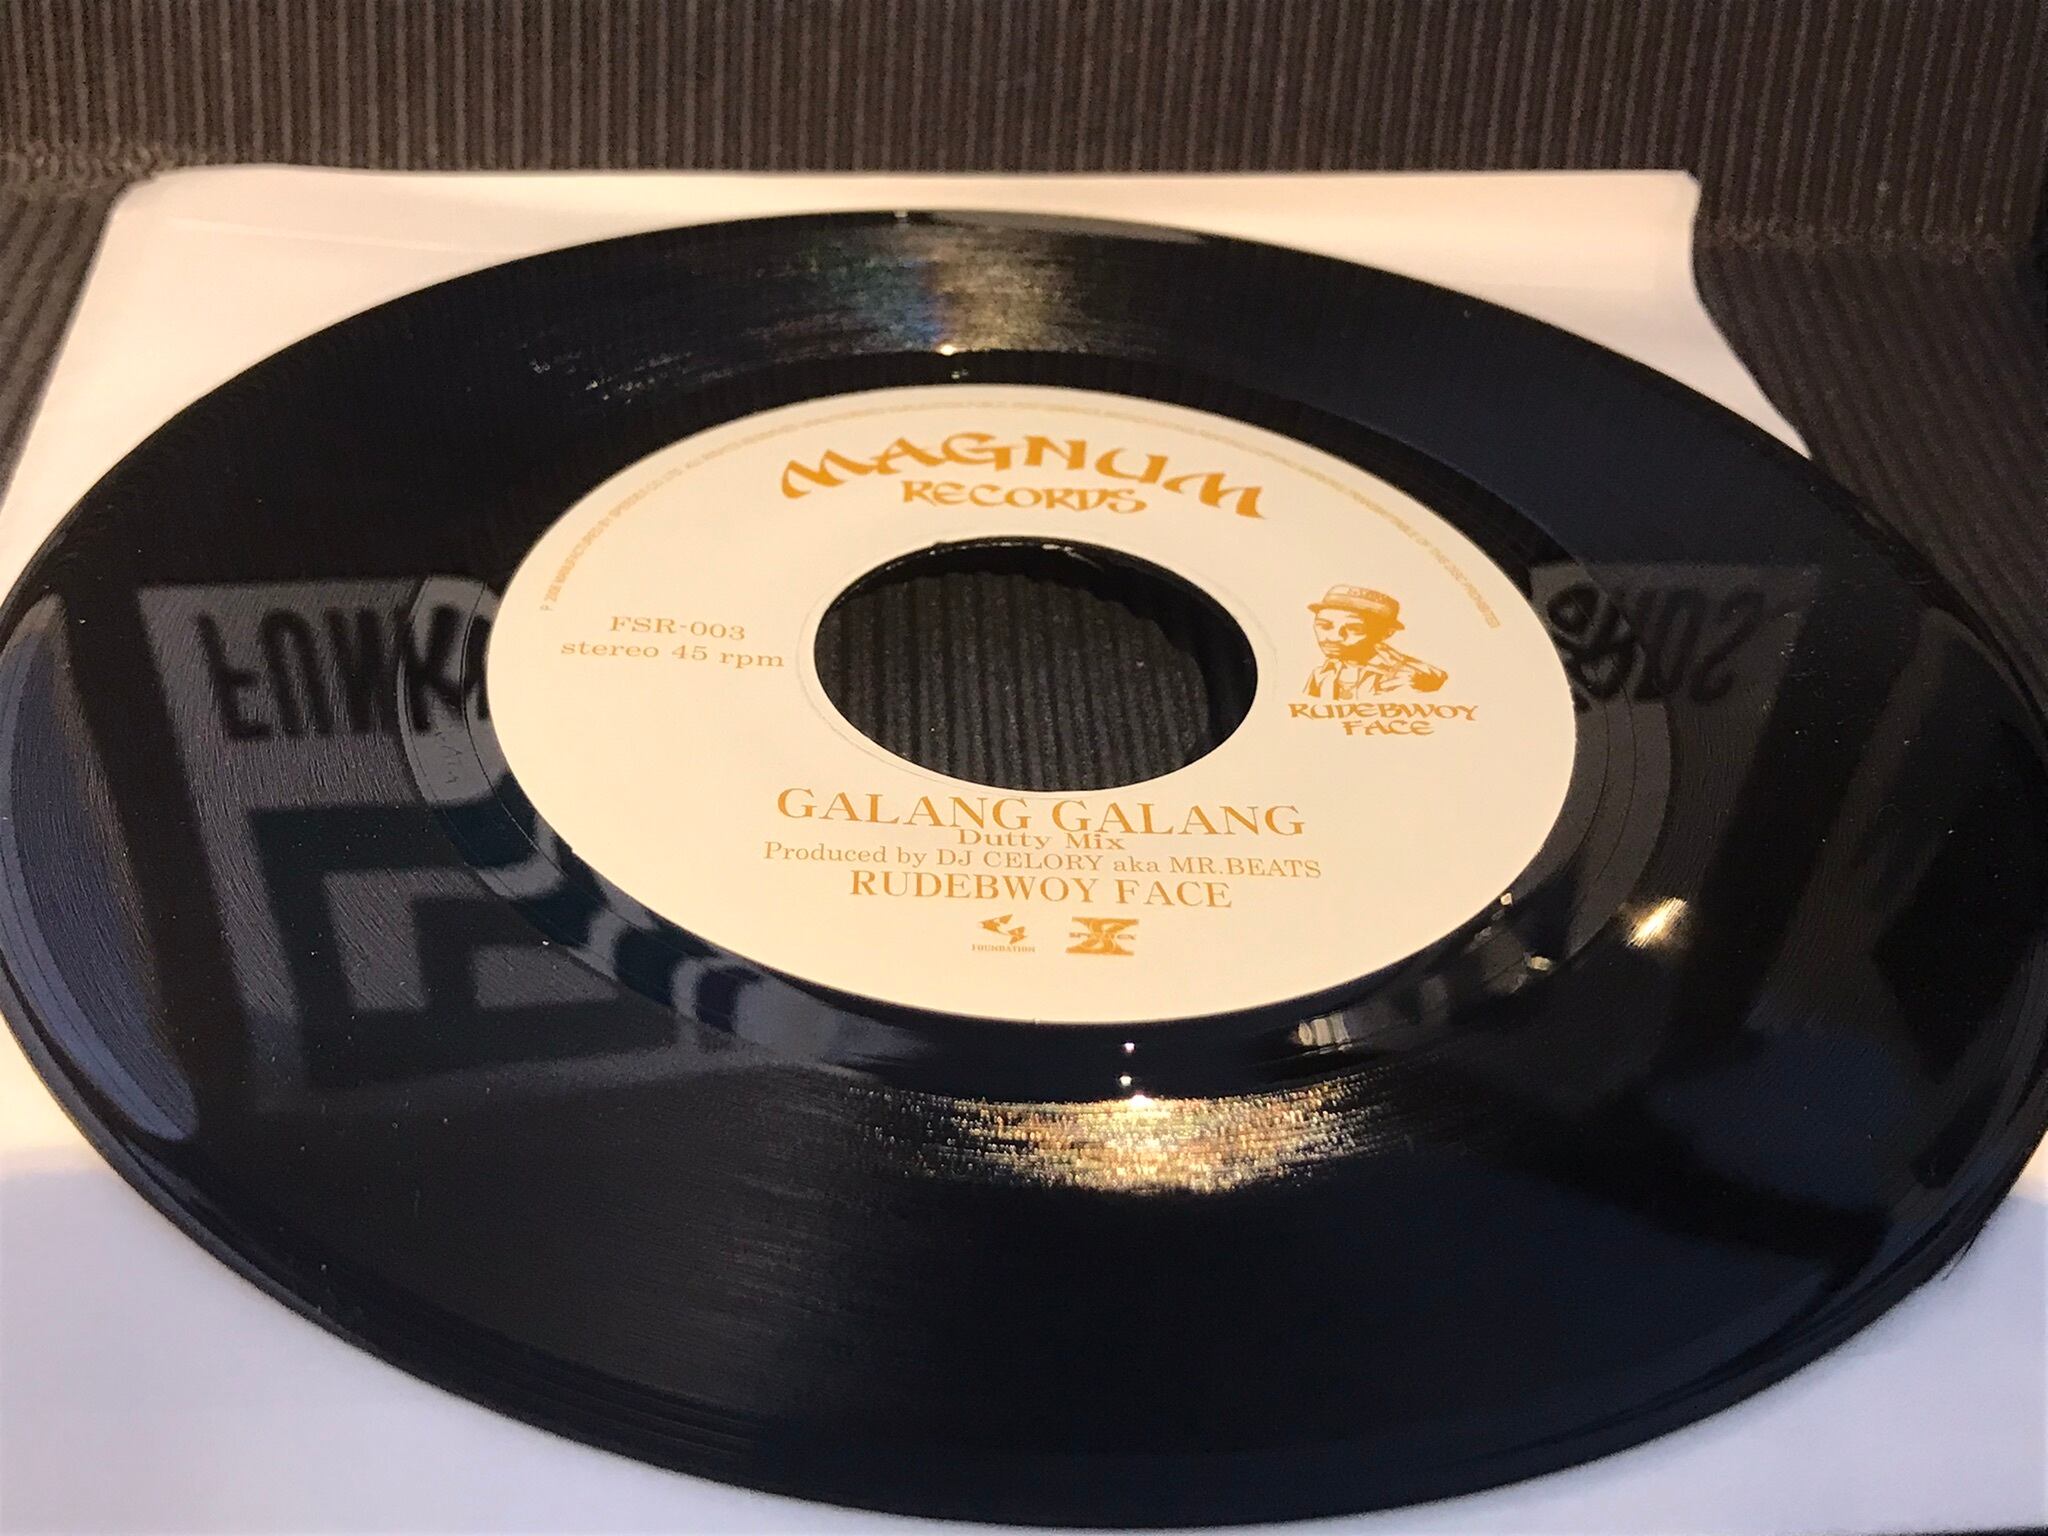 MAGNUM
RECORDS
FSR-003
stereo 45 rpm
RUDEBWOY
FACE
GALANG GALANG
Dutty Mix
Produced by DJ CELORY aka MR.BEATS
RUDEBWOY FACE
FOUNDATION